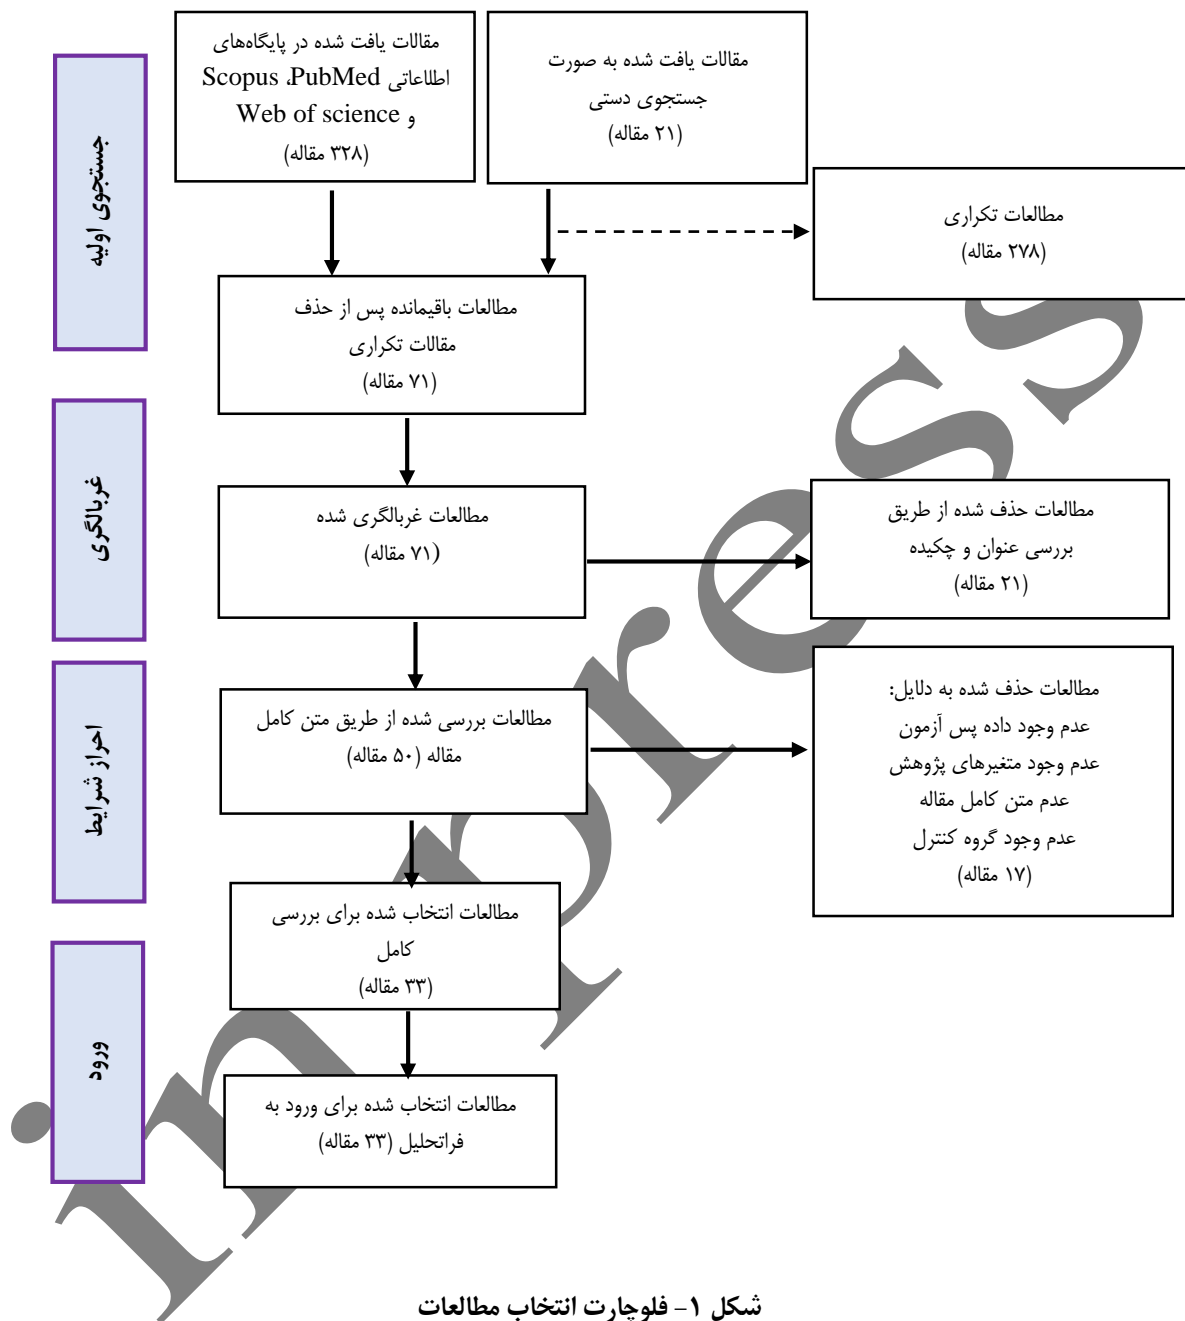 مقالات یافت شده در پایگاه‌های
اطلاعاتی Scopus ،PubMed
و Web of science
(۳۲۸ مقاله)
مقالات یافت شده به صورت
جستجوی دستی
(۲۱ مقاله)
جستجوی اولیه
مطالعات تکراری
(۲۷۸ مقاله)
مطالعات باقیمانده پس از حذف
مقالات تکراری
(۷۱ مقاله)
غربالگری
مطالعات غربالگری شده
(۷۱ مقاله)
مطالعات حذف شده از طریق
بررسی عنوان و چکیده
(۲۱ مقاله)
احراز شرایط
مطالعات بررسی شده از طریق متن کامل
مقاله (۵۰ مقاله)
مطالعات حذف شده به دلایل:
عدم وجود داده پس آزمون
عدم وجود متغیرهای پژوهش
عدم متن کامل مقاله
عدم وجود گروه کنترل
(۱۷ مقاله)
مطالعات انتخاب شده برای بررسی
کامل
(۳۳ مقاله)
ورود
مطالعات انتخاب شده برای ورود به
فراتحلیل (۳۳ مقاله)
in press
شکل ۱- فلوچارت انتخاب مطالعات